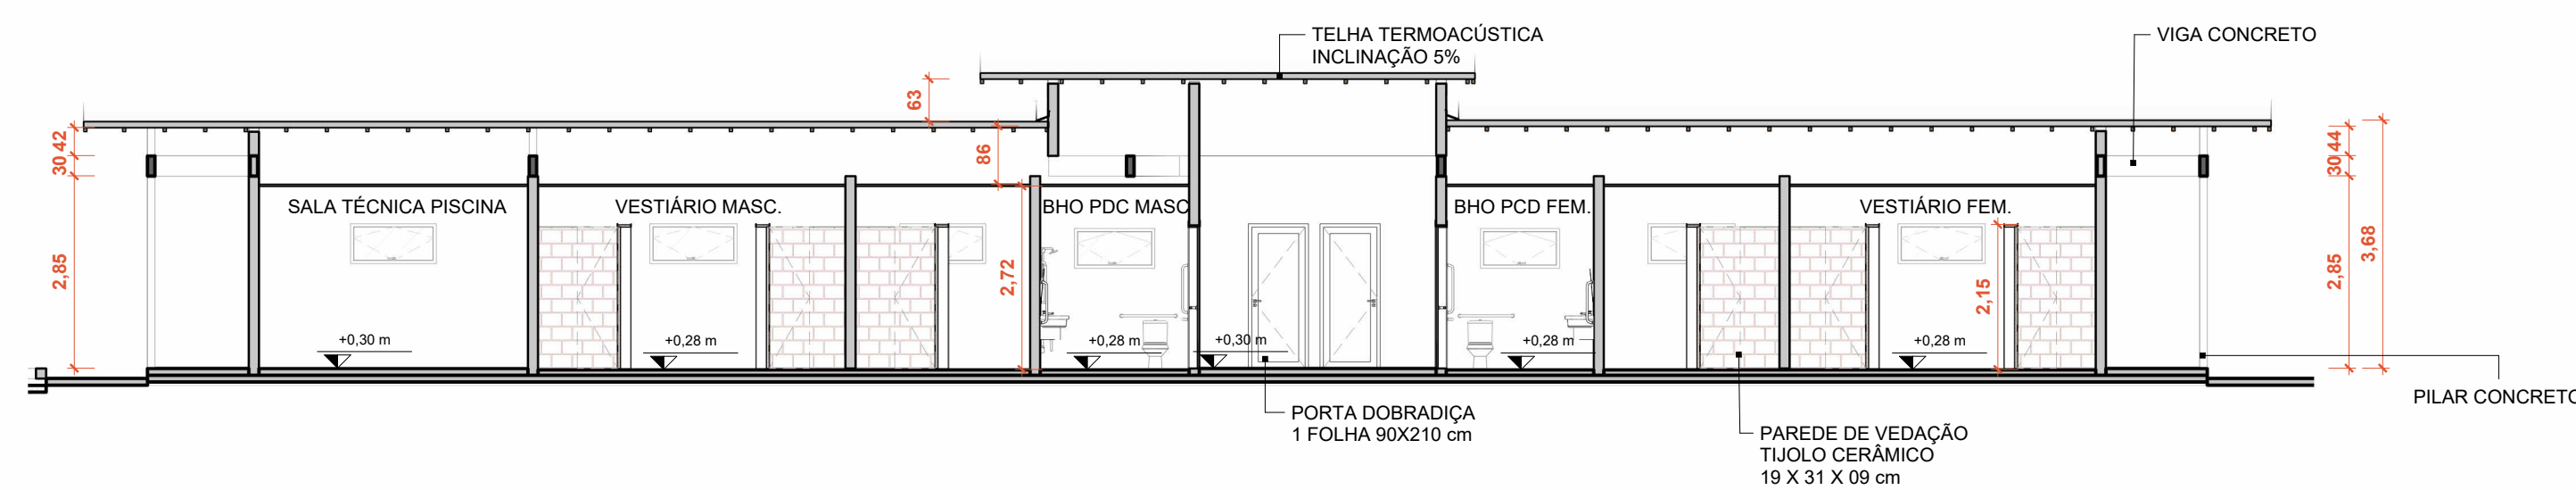 TELHA TERMOACÚSTICA
INCLINAÇÃO 5%
VIGA CONCRETO
63
42
30
2,85
86
2,72
44
30
2,85
3,68
2,15
SALA TÉCNICA PISCINA
VESTIÁRIO MASC.
BHO PDC MASC
BHO PCD FEM.
VESTIÁRIO FEM.
+0,30 m
+0,28 m
+0,28 m
+0,30 m
+0,28 m
+0,28 m
PORTA DOBRADIÇA
1 FOLHA 90X210 cm
PAREDE DE VEDAÇÃO
TIJOLO CERÂMICO
19 X 31 X 09 cm
PILAR CONCRETO